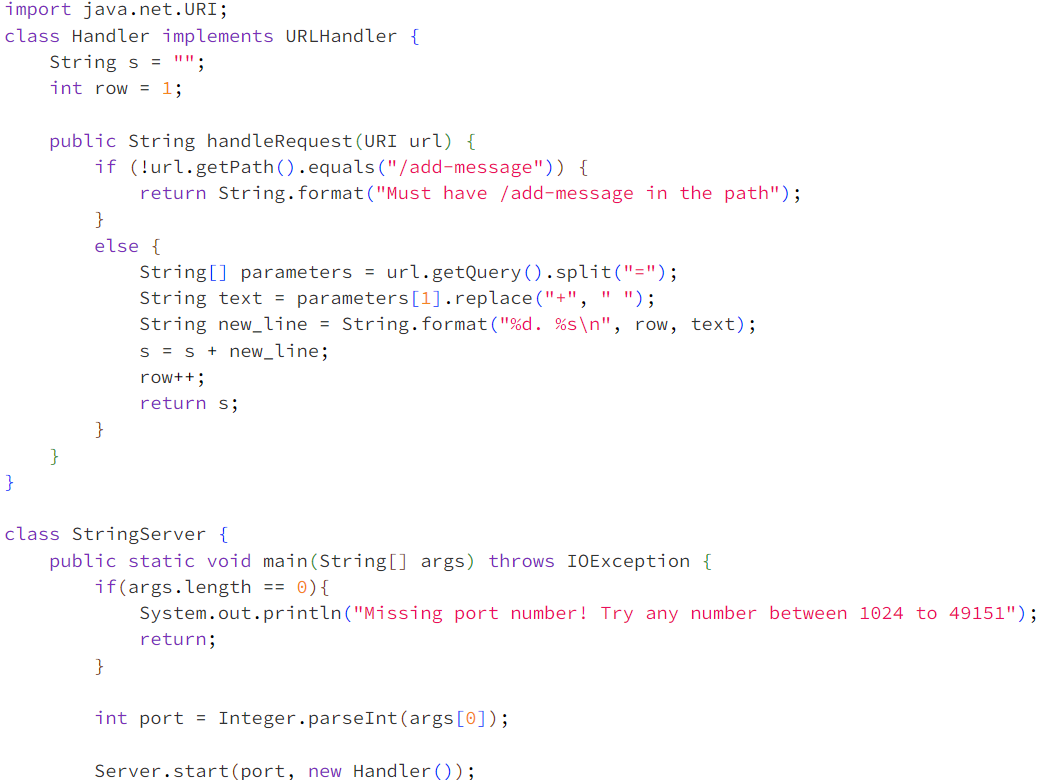 import java.net.URI;
class Handler implements URLHandler {
    String s = "";
    int row = 1;

    public String handleRequest(URI url) {
        if (!url.getPath().equals("/add-message")) {
            return String.format("Must have /add-message in the path");
        }
        else {
            String[] parameters = url.getQuery().split("=");
            String text = parameters[1].replace("+", " ");
            String new_line = String.format("%d. %s\n", row, text);
            s = s + new_line;
            row++;
            return s;
        }
    }
}

class StringServer {
    public static void main(String[] args) throws IOException {
        if(args.length == 0){
            System.out.println("Missing port number! Try any number between 1024 to 49151");
            return;
        }

        int port = Integer.parseInt(args[0]);

        Server.start(port, new Handler());